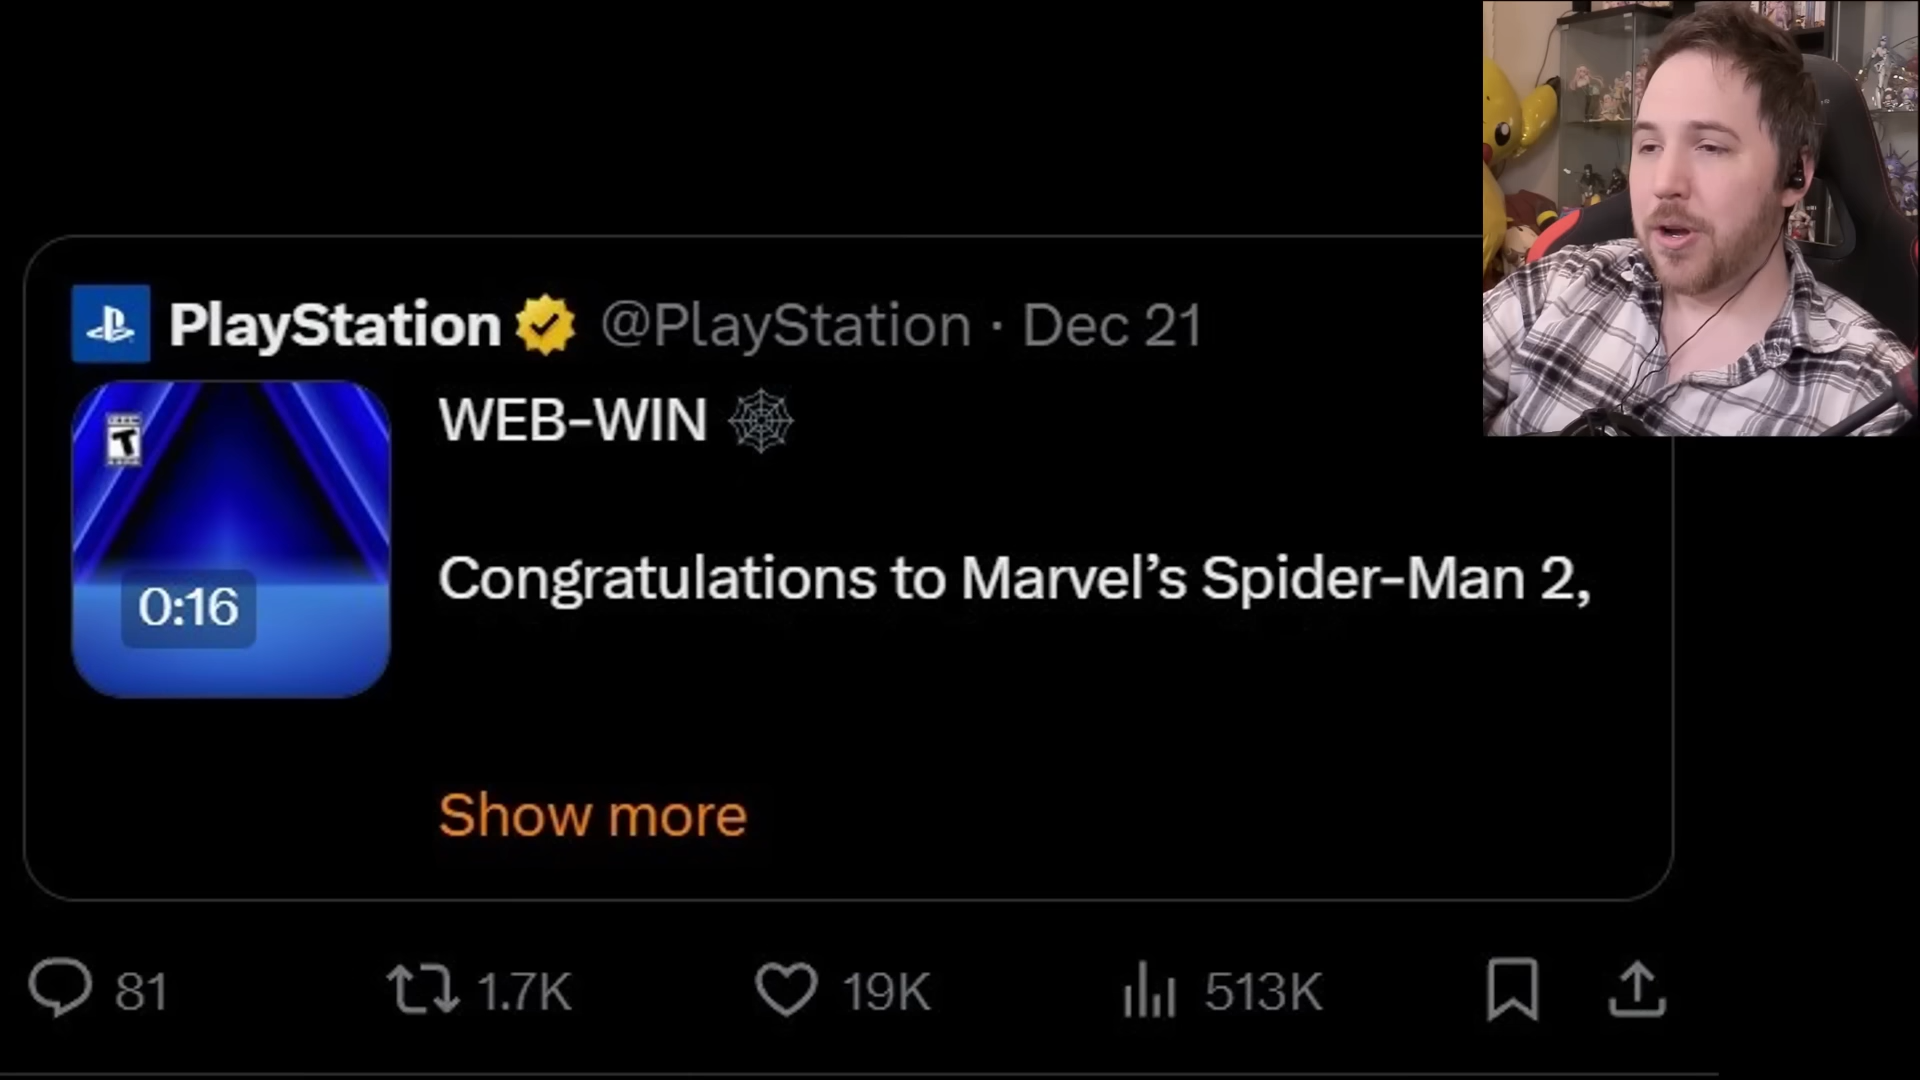 PlayStation @PlayStation · Dec 21
T
WEB-WIN
0:16
Congratulations to Marvel’s Spider-Man 2,
Show more
81 1.7K 19K 513K